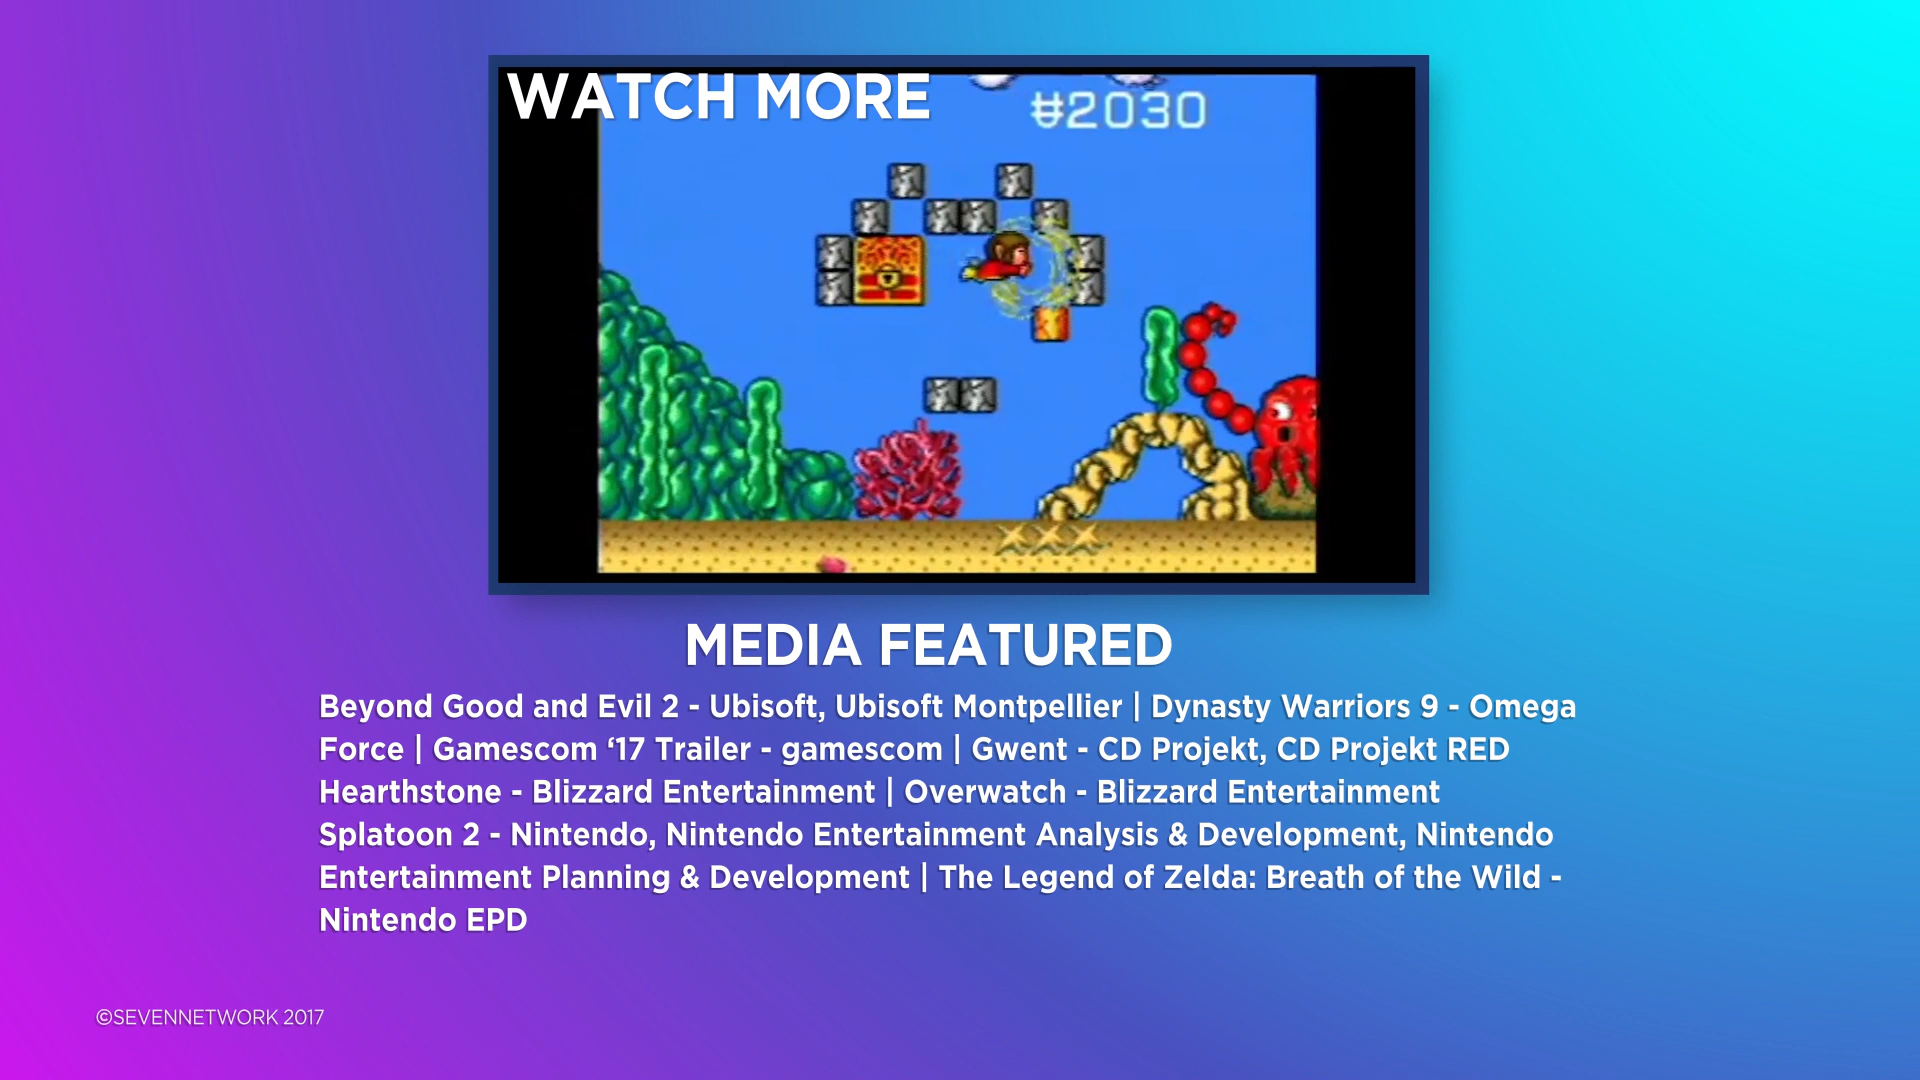 WATCH MORE
⩏2030
MEDIA FEATURED
Beyond Good and Evil 2 - Ubisoft, Ubisoft Montpellier | Dynasty Warriors 9 - Omega
Force | Gamescom ‘17 Trailer - gamescom | Gwent - CD Projekt, CD Projekt RED
Hearthstone - Blizzard Entertainment | Overwatch - Blizzard Entertainment
Splatoon 2 - Nintendo, Nintendo Entertainment Analysis & Development, Nintendo
Entertainment Planning & Development | The Legend of Zelda: Breath of the Wild -
Nintendo EPD
©SEVENNETWORK 2017